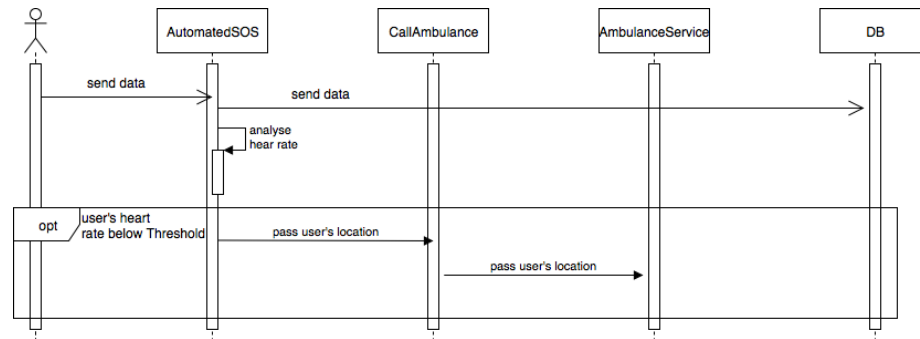 AutomatedSOS
CallAmbulance
AmbulanceService
DB
send data
send data
analyse
hear rate
opt
user's heart
rate below Threshold
pass user's location
pass user's location